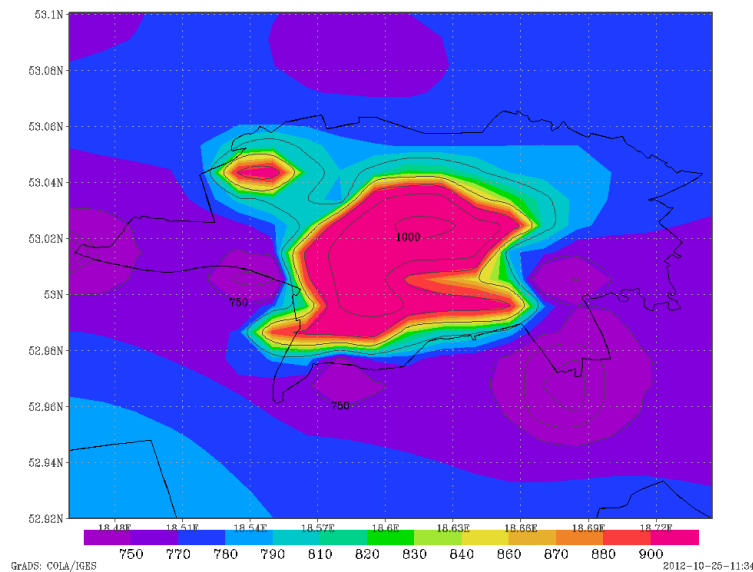 53.1N
53.08N
53.06N
53.04N
53.02N
53N
52.98N
52.96N
52.94N
52.92N
1000
750
750
18.48E 18.51E 18.54E 18.57E 18.6E 18.63E 18.66E 18.69E 18.72E
750 770 780 790 810 820 830 840 860 870 880 900
GrADS: COLA/IGES 2012-10-25-11:34